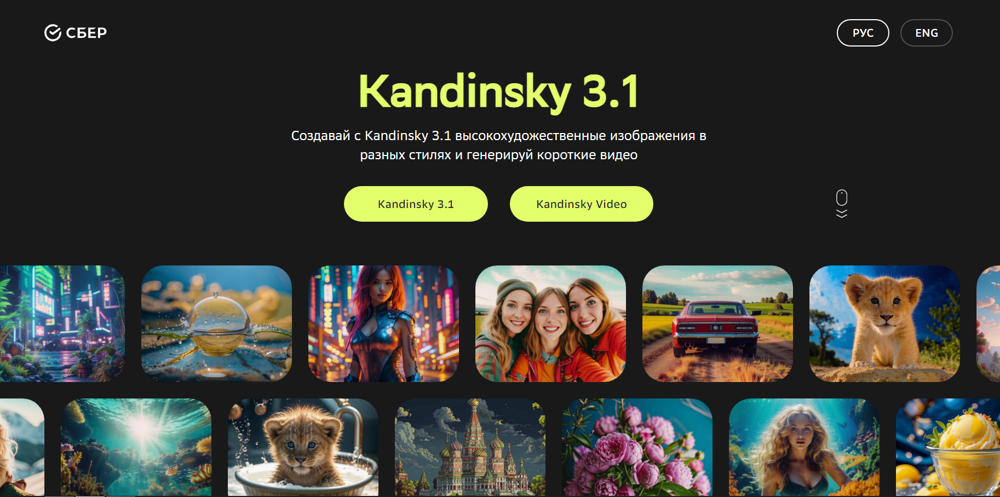 СБЕР
РУС
ENG
Kandinsky 3.1
Создавай с Kandinsky 3.1 высокохудожественные изображения в
разных стилях и генерируй короткие видео
Kandinsky 3.1
Kandinsky Video